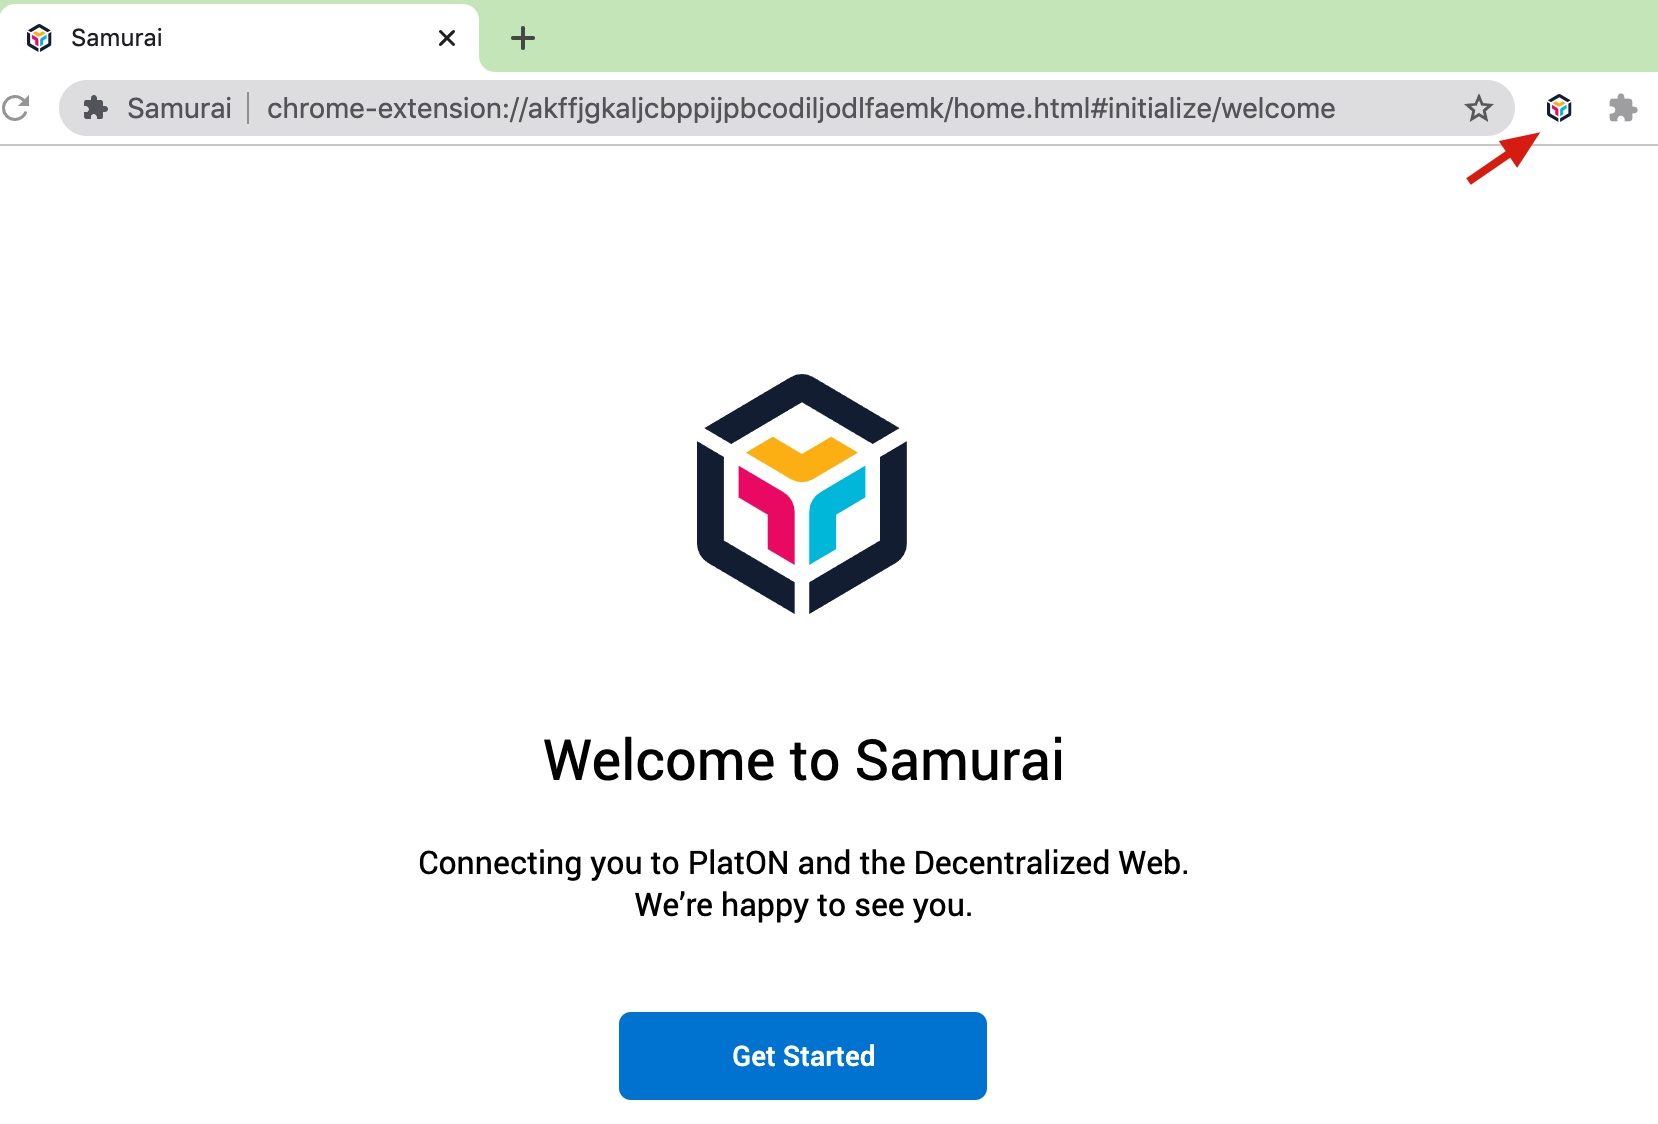 Samurai
Samurai chrome-extension://akffjgkaljcbppijpbcodiljodlfaemk/home.html#initialize/welcome
Welcome to Samurai
Connecting you to PlatON and the Decentralized Web.
We’re happy to see you.
Get Started